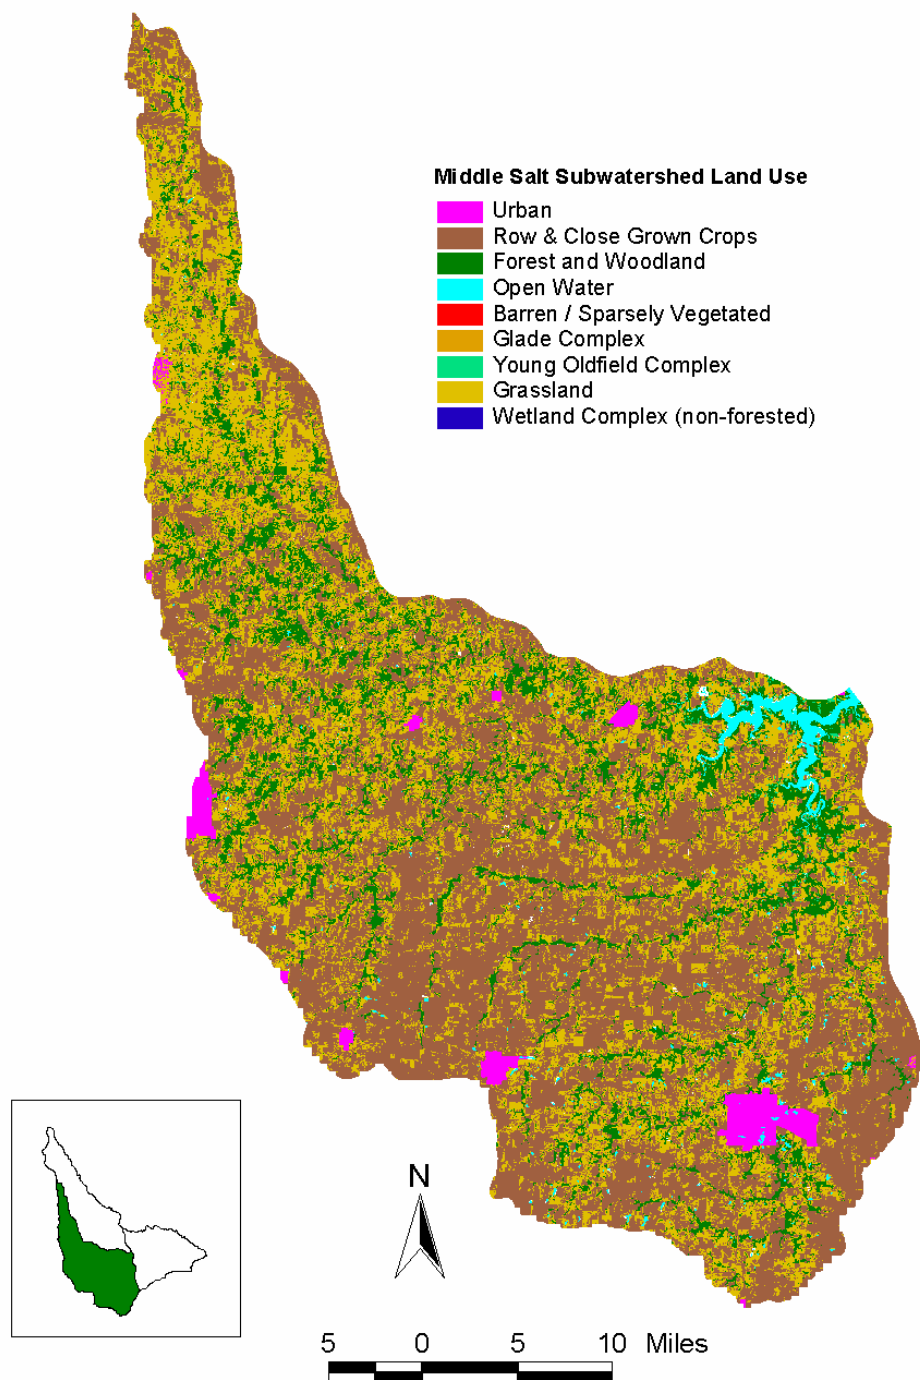 Middle Salt Subwatershed Land Use
Urban
Row & Close Grown Crops
Forest and Woodland
Open Water
Barren / Sparsely Vegetated
Glade Complex
Young Oldfield Complex
Grassland
Wetland Complex (non-forested)
N
5 0 5 10 Miles